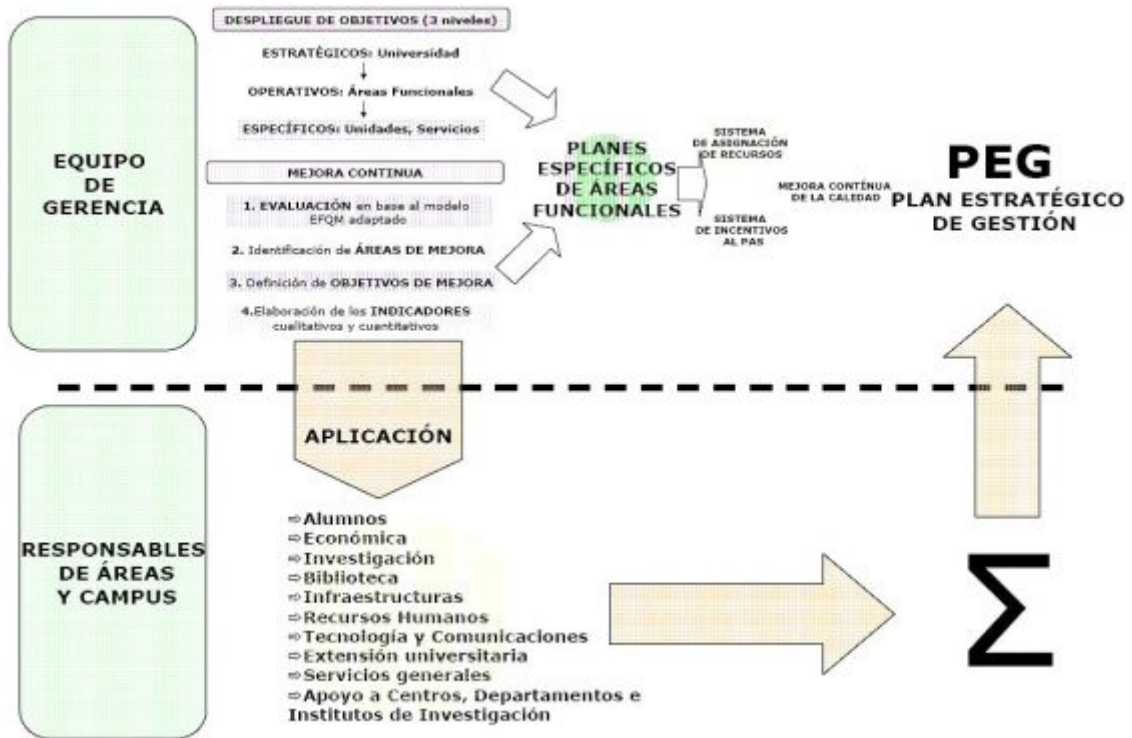 DESPLIEGUE DE OBJETIVOS (3 niveles)
ESTRATÉGICOS: Universidad
OPERATIVOS: Áreas Funcionales
ESPECÍFICOS: Unidades, Servicios
EQUIPO
DE
GERENCIA
MEJORA CONTINUA
1. EVALUACIÓN en base al modelo
EFQM adaptado
2. Identificación de ÁREAS DE MEJORA
3. Definición de OBJETIVOS DE MEJORA
4.Elaboración de los INDICADORES
cualitativos y cuantitativos
PLANES
ESPECÍFICOS
DE ÁREAS
FUNCIONALES
SISTEMA
DE ASIGNACIÓN
DE RECURSOS
MEJORA CONTÍNUA
DE LA CALIDAD
SISTEMA
DE INCENTIVOS
AL PAS
PEG
PLAN ESTRATÉGICO
DE GESTIÓN
APLICACIÓN
RESPONSABLES
DE ÁREAS
Y CAMPUS
⇨Alumnos
⇨Económica
⇨Investigación
⇨Biblioteca
⇨Infraestructuras
⇨Recursos Humanos
⇨Tecnología y Comunicaciones
⇨Extensión universitaria
⇨Servicios generales
⇨Apoyo a Centros, Departamentos e
Institutos de Investigación
Σ